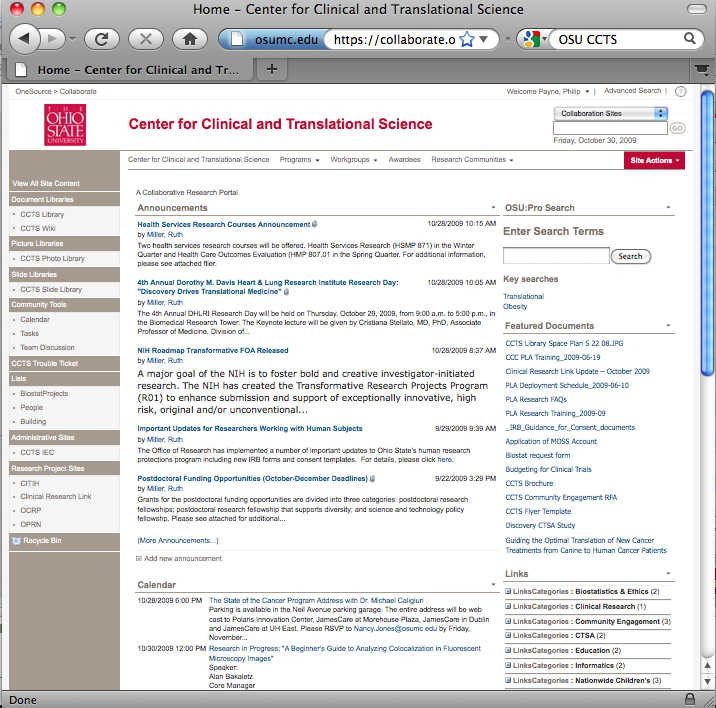 Home – Center for Clinical and Translational Science
osumc.edu
https://collaborate.o
OSU CCTS
Home – Center for Clinical and Tr...
OneSource > Collaborate
Welcome Payne, Philip
Advanced Search
THE
OHIO
STATE
UNIVERSITY
Center for Clinical and Translational Science
Collaboration Sites
GO
Friday, October 30, 2009
Center for Clinical and Translational Science Programs Workgroups Awardees Research Communities
Site Actions
View All Site Content
Document Libraries
CCTS Library
CCTS Wiki
Picture Libraries
CCTS Photo Library
Slide Libraries
CCTS Slide Library
Community Tools
Calendar
Tasks
Team Discussion
CCTS Trouble Ticket
Lists
BiostatProjects
People
Building
Administrative Sites
CCTS IEC
Research Project Sites
CITIH
Clinical Research Link
OCRP
OPRN
Recycle Bin
A Collaborative Research Portal
Announcements
Health Services Research Courses Announcement 10/28/2009 10:15 AM
by Miller, Ruth
Two health services research courses will be offered. Health Services Research (HSMP 871) in the Winter
Quarter and Health Care Outcomes Evaluation (HMP 807.01 in the Spring Quarter. For additional information,
please see attached flier.
4th Annual Dorothy M. Davis Heart & Lung Research Institute Research Day: 10/28/2009 10:05 AM
"Discovery Drives Translational Medicine"
by Miller, Ruth
The 4th Annual DHLRI Research Day will be held on Thursday, October 29, 2009, from 9:00 a.m. to 5:00 p.m., in
the Biomedical Research Tower. The Keynote lecture will be given by Cristiana Stellato, MD, PhD, Associate
Professor of Medicine, Division of...
NIH Roadmap Transformative FOA Released 10/28/2009 8:37 AM
by Miller, Ruth
A major goal of the NIH is to foster bold and creative investigator-initiated
research. The NIH has created the Transformative Research Projects Program
(R01) to enhance submission and support of exceptionally innovative, high
risk, original and/or unconventional...
Important Updates for Researchers Working with Human Subjects 9/29/2009 9:39 AM
by Miller, Ruth
The Office of Research has implemented a number of important updates to Ohio State's human research
protections program including new IRB forms and consent templates. For details, please click here.
Postdoctoral Funding Opportunities (October-December Deadlines) 9/22/2009 3:29 PM
by Miller, Ruth
Grants for the postdoctoral funding opportunities are divided into three categories: postdoctoral research
fellowships; postdoctoral research fellowship that supports diversity; and science and technology policy
fellowshp. Please see attached for additional...
(More Announcements...)
Add new announcement
Calendar
10/28/2009 6:00 PM The State of the Cancer Program Address with Dr. Michael Caligiuri
Parking is available in the Neil Avenue parking garage. The entire address will be web
cast to Polaris Innovation Center, JamesCare at Morehouse Plaza, JamesCare in Dublin
and JamesCare at UH East. Please RSVP to Nancy.Jones@osumc.edu by Friday,
November...
10/30/2009 12:00 PM Research in Progress; "A Beginner's Guide to Analyzing Colocalization in Fluorescent
Microscopy Images"
Speaker:
Alan Bakaletz
Core Manager
OSU:Pro Search
Enter Search Terms
Search
Key searches
Translational
Obesity
Featured Documents
CCTS Library Space Plan 5 22 08.JPG
CCC PLA Training_2009-06-19
Clinical Research Link Update – October 2009
PLA Deployment Schedule_2009-06-10
PLA Research FAQs
PLA Research Training_2009-09
_IRB_Guidance_for_Consent_documents
Application of MOSS Account
Biostat request form
Budgeting for Clinical Trials
CCTS Brochure
CCTS Community Engagement RFA
CCTS Flyer Template
Discovery CTSA Study
Guiding the Optimal Translation of New Cancer
Treatments from Canine to Human Cancer Patients
Links
LinksCategories : Biostatistics & Ethics (2)
LinksCategories : Clinical Research (1)
LinksCategories : Community Engagement (3)
LinksCategories : CTSA (2)
LinksCategories : Education (2)
LinksCategories : Informatics (2)
LinksCategories : Nationwide Children's (3)
Done